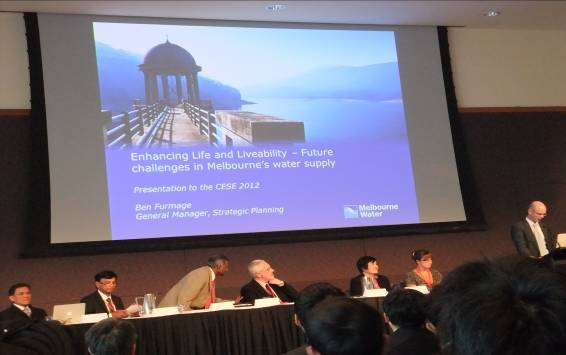 Enhancing Life and Liveability – Future
challenges in Melbourne's water supply
Presentation to the CESE 2012
Ben Furmage
General Manager, Strategic Planning
Melbourne
Water